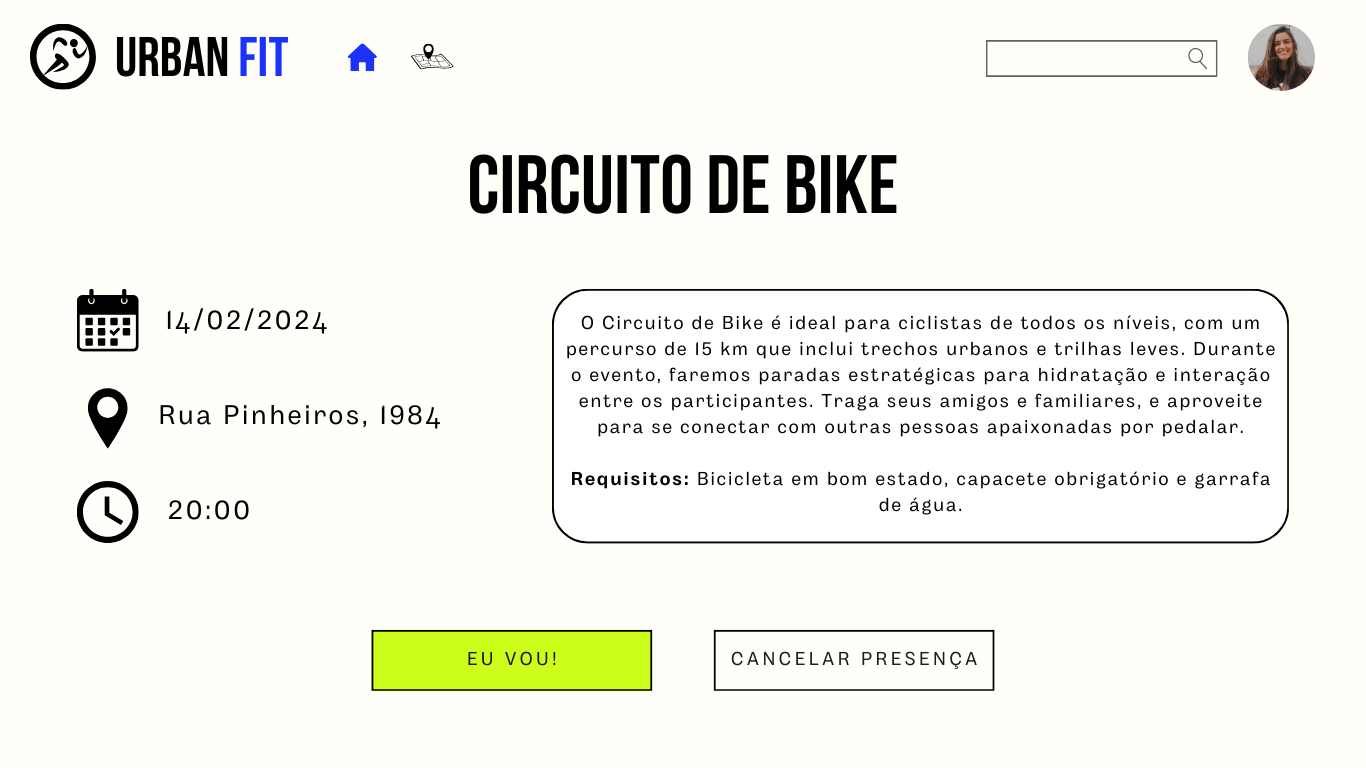 URBAN FIT
CIRCUITO DE BIKE
14/02/2024
Rua Pinheiros, 1984
20:00
O Circuito de Bike é ideal para ciclistas de todos os níveis, com um
percurso de 15 km que inclui trechos urbanos e trilhas leves. Durante
o evento, faremos paradas estratégicas para hidratação e interação
entre os participantes. Traga seus amigos e familiares, e aproveite
para se conectar com outras pessoas apaixonadas por pedalar.
Requisitos: Bicicleta em bom estado, capacete obrigatório e garrafa
de água.
EU VOU!
CANCELAR PRESENÇA